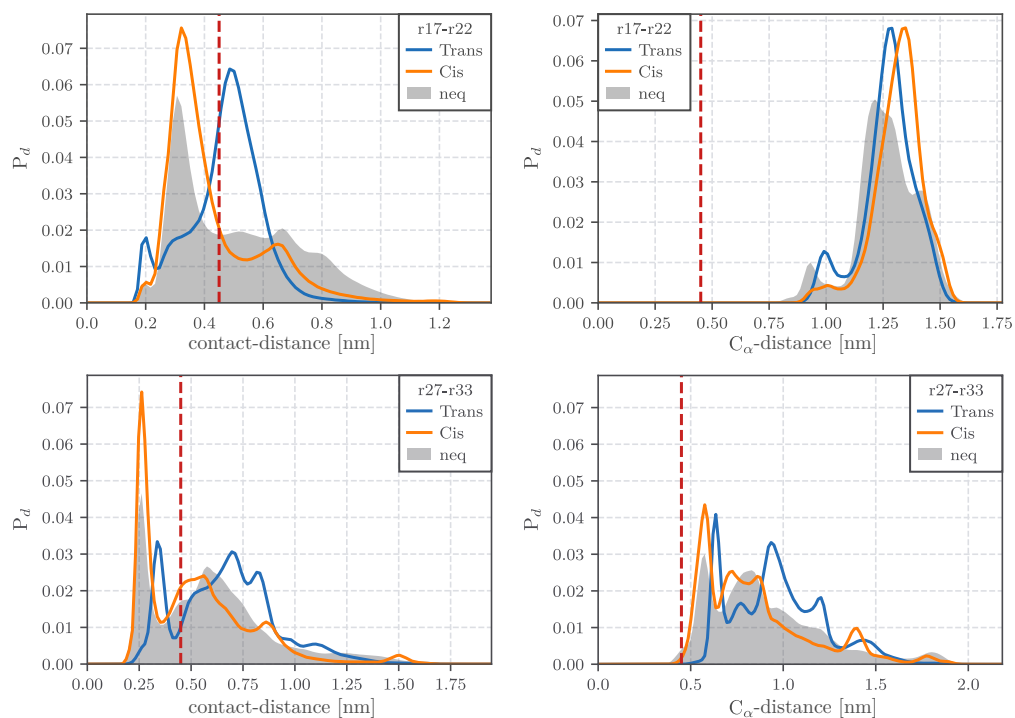 r17-r22
Trans
Cis
neq
P_d
0.07
0.06
0.05
0.04
0.03
0.02
0.01
0.00
0.0 0.2 0.4 0.6 0.8 1.0 1.2
contact-distance [nm]
r17-r22
Trans
Cis
neq
P_d
0.07
0.06
0.05
0.04
0.03
0.02
0.01
0.00
0.00 0.25 0.50 0.75 1.00 1.25 1.50 1.75
C_α-distance [nm]
r27-r33
Trans
Cis
neq
P_d
0.07
0.06
0.05
0.04
0.03
0.02
0.01
0.00
0.00 0.25 0.50 0.75 1.00 1.25 1.50 1.75
contact-distance [nm]
r27-r33
Trans
Cis
neq
P_d
0.07
0.06
0.05
0.04
0.03
0.02
0.01
0.00
0.0 0.5 1.0 1.5 2.0
C_α-distance [nm]